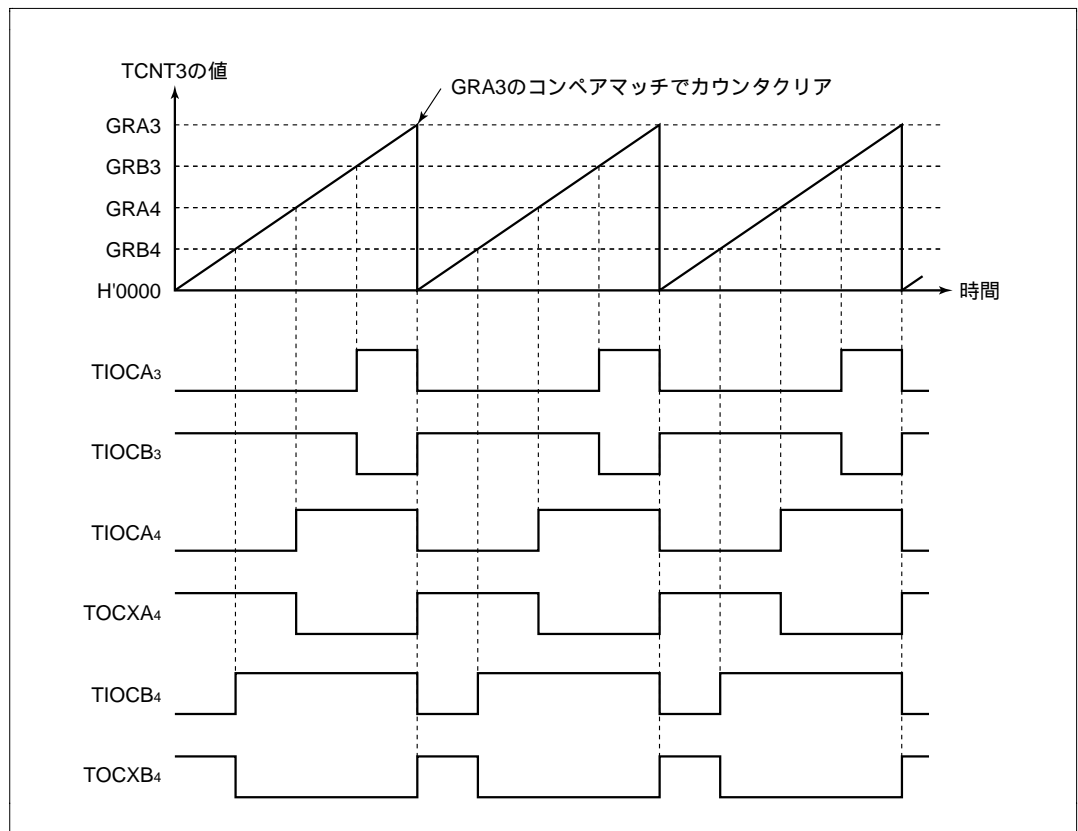 TCNT3の値
GRA3のコンペアマッチでカウンタクリア
GRA3
GRB3
GRA4
GRB4
H'0000
時間
TIOCA3
TIOCB3
TIOCA4
TOCXA4
TIOCB4
TOCXB4